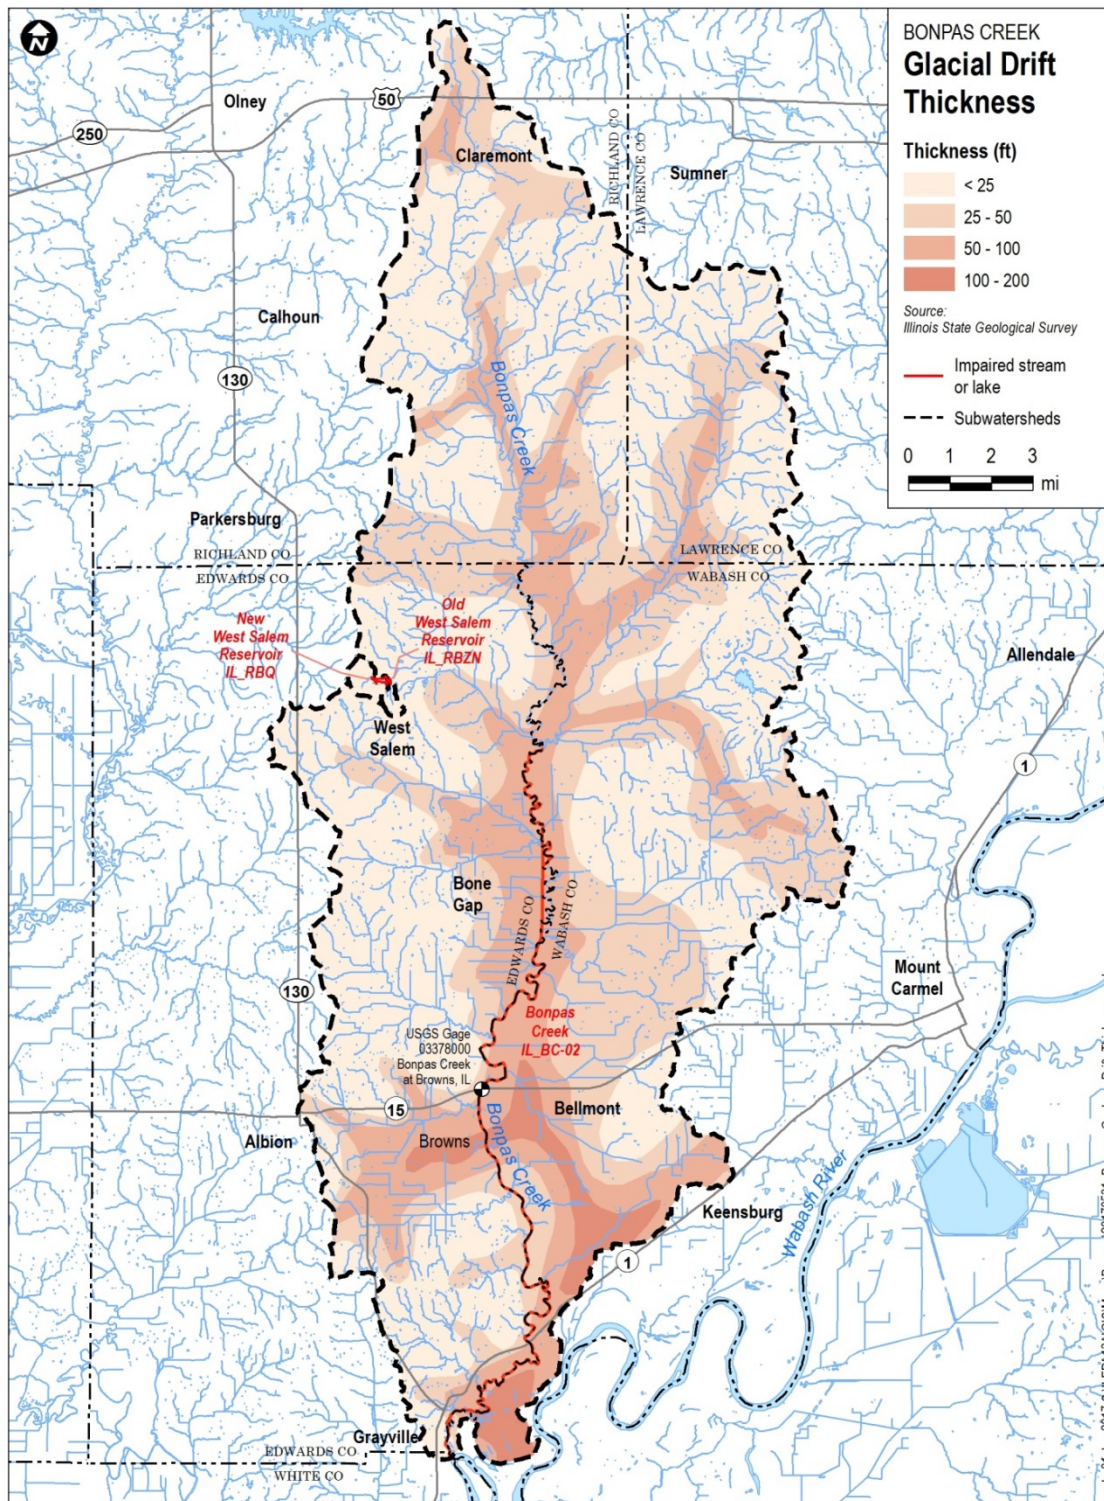 N
BONPAS CREEK
Glacial Drift
Thickness
Thickness (ft)
< 25
25 - 50
50 - 100
100 - 200
Source:
Illinois State Geological Survey
Impaired stream
or lake
Subwatersheds
0 1 2 3
mi
Olney
50
250
Claremont
RICHLAND CO
LAWRENCE CO
Sumner
Calhoun
130
Bonpas Creek
Parkersburg
RICHLAND CO
EDWARDS CO
LAWRENCE CO
WABASH CO
New
West Salem
Reservoir
IL_RBQ
Old
West Salem
Reservoir
IL_RBZN
Allendale
West
Salem
1
Bone
Gap
EDWARDS CO
WABASH CO
Mount
Carmel
130
Bonpas
Creek
IL_BC-02
USGS Gage
03378000
Bonpas Creek
at Browns, IL
15
Bellmont
Albion
Browns
Bonpas Creek
Keensburg
Wabash River
1
Grayville
EDWARDS CO
WHITE CO